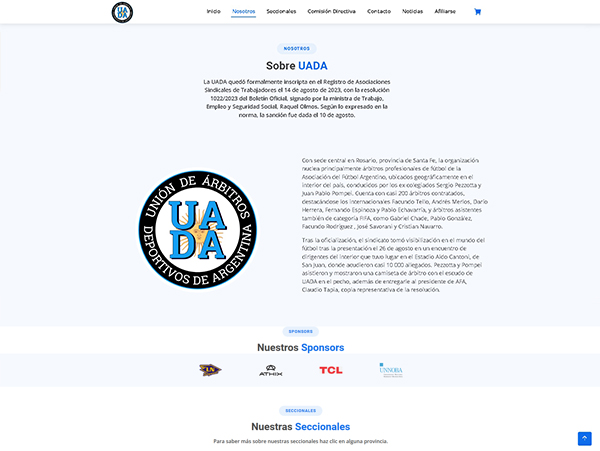 UADA
Inicio Nosotros Seccionales Comisión Directiva Contacto Noticias Afiliarse
NOSOTROS
Sobre UADA
La UADA quedó formalmente inscripta en el Registro de Asociaciones
Sindicales de Trabajadores el 14 de agosto de 2023, con la resolución
1022/2023 del Boletín Oficial, signado por la ministra de Trabajo,
Empleo y Seguridad Social, Raquel Olmos. Según lo expresado en la
norma, la sanción fue dada el 10 de agosto.
UNIÓN DE ÁRBITROS
UADA
DEPORTIVOS DE ARGENTINA
Con sede central en Rosario, provincia de Santa Fe, la organización
nuclea principalmente árbitros profesionales de fútbol de la
Asociación del Fútbol Argentino, ubicados geográficamente en el
interior del país, conducidos por los ex colegiados Sergio Pezzotta y
Juan Pablo Pompei. Cuenta con casi 200 árbitros contratados,
destacándose los internacionales Facundo Tello, Andrés Merlos, Darío
Herrera, Fernando Espinoza y Pablo Echavarría, y árbitros asistentes
también de categoría FIFA, como Gabriel Chade, Pablo González,
Facundo Rodríguez , José Savorani y Cristian Navarro.
Tras la oficialización, el sindicato tomó visibilización en el mundo del
fútbol tras la presentación el 26 de agosto en un encuentro de
dirigentes del interior que tuvo lugar en el Estadio Aldo Cantoni, de
San Juan, donde acudieron casi 10 000 allegados. Pezzotta y Pompei
asistieron y mostraron una camiseta de árbitro con el escudo de
UADA en el pecho, además de entregarle al presidente de AFA,
Claudio Tapia, copia representativa de la resolución.
SPONSORS
Nuestros Sponsors
ATHIX TCL UNNOBA
SECCIONALES
Nuestras Seccionales
Para saber más sobre nuestras seccionales haz clic en alguna provincia.